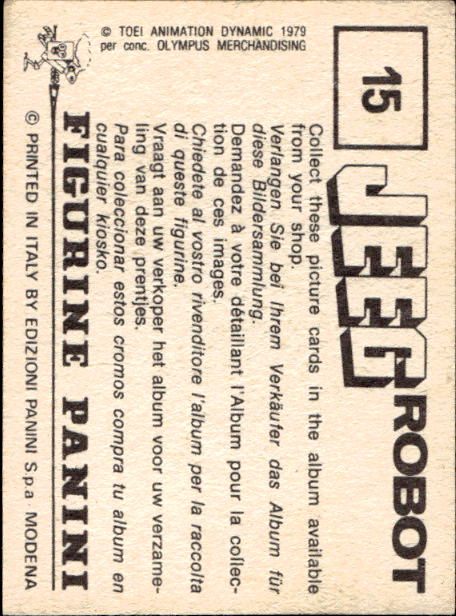 © TOEI ANIMATION DYNAMIC 1979
per conc. OLYMPUS MERCHANDISING
15
JEEG ROBOT
Collect these picture cards in the album available
from your shop.
Verlangen Sie bei Ihrem Verkäufer das Album für
diese Bildersammlung.
Demandez à votre détaillant l'Album pour la collec-
tion de ces images.
Chiedete al vostro rivenditore l'album per la raccolta
di queste figurine.
Vraagt aan uw verkoper het album voor uw verzame-
ling van deze prentjes.
Para coleccionar estos cromos compra tu album en
cualquier kiosko.
FIGURINE PANINI
© PRINTED IN ITALY BY EDIZIONI PANINI S.p.a MODENA